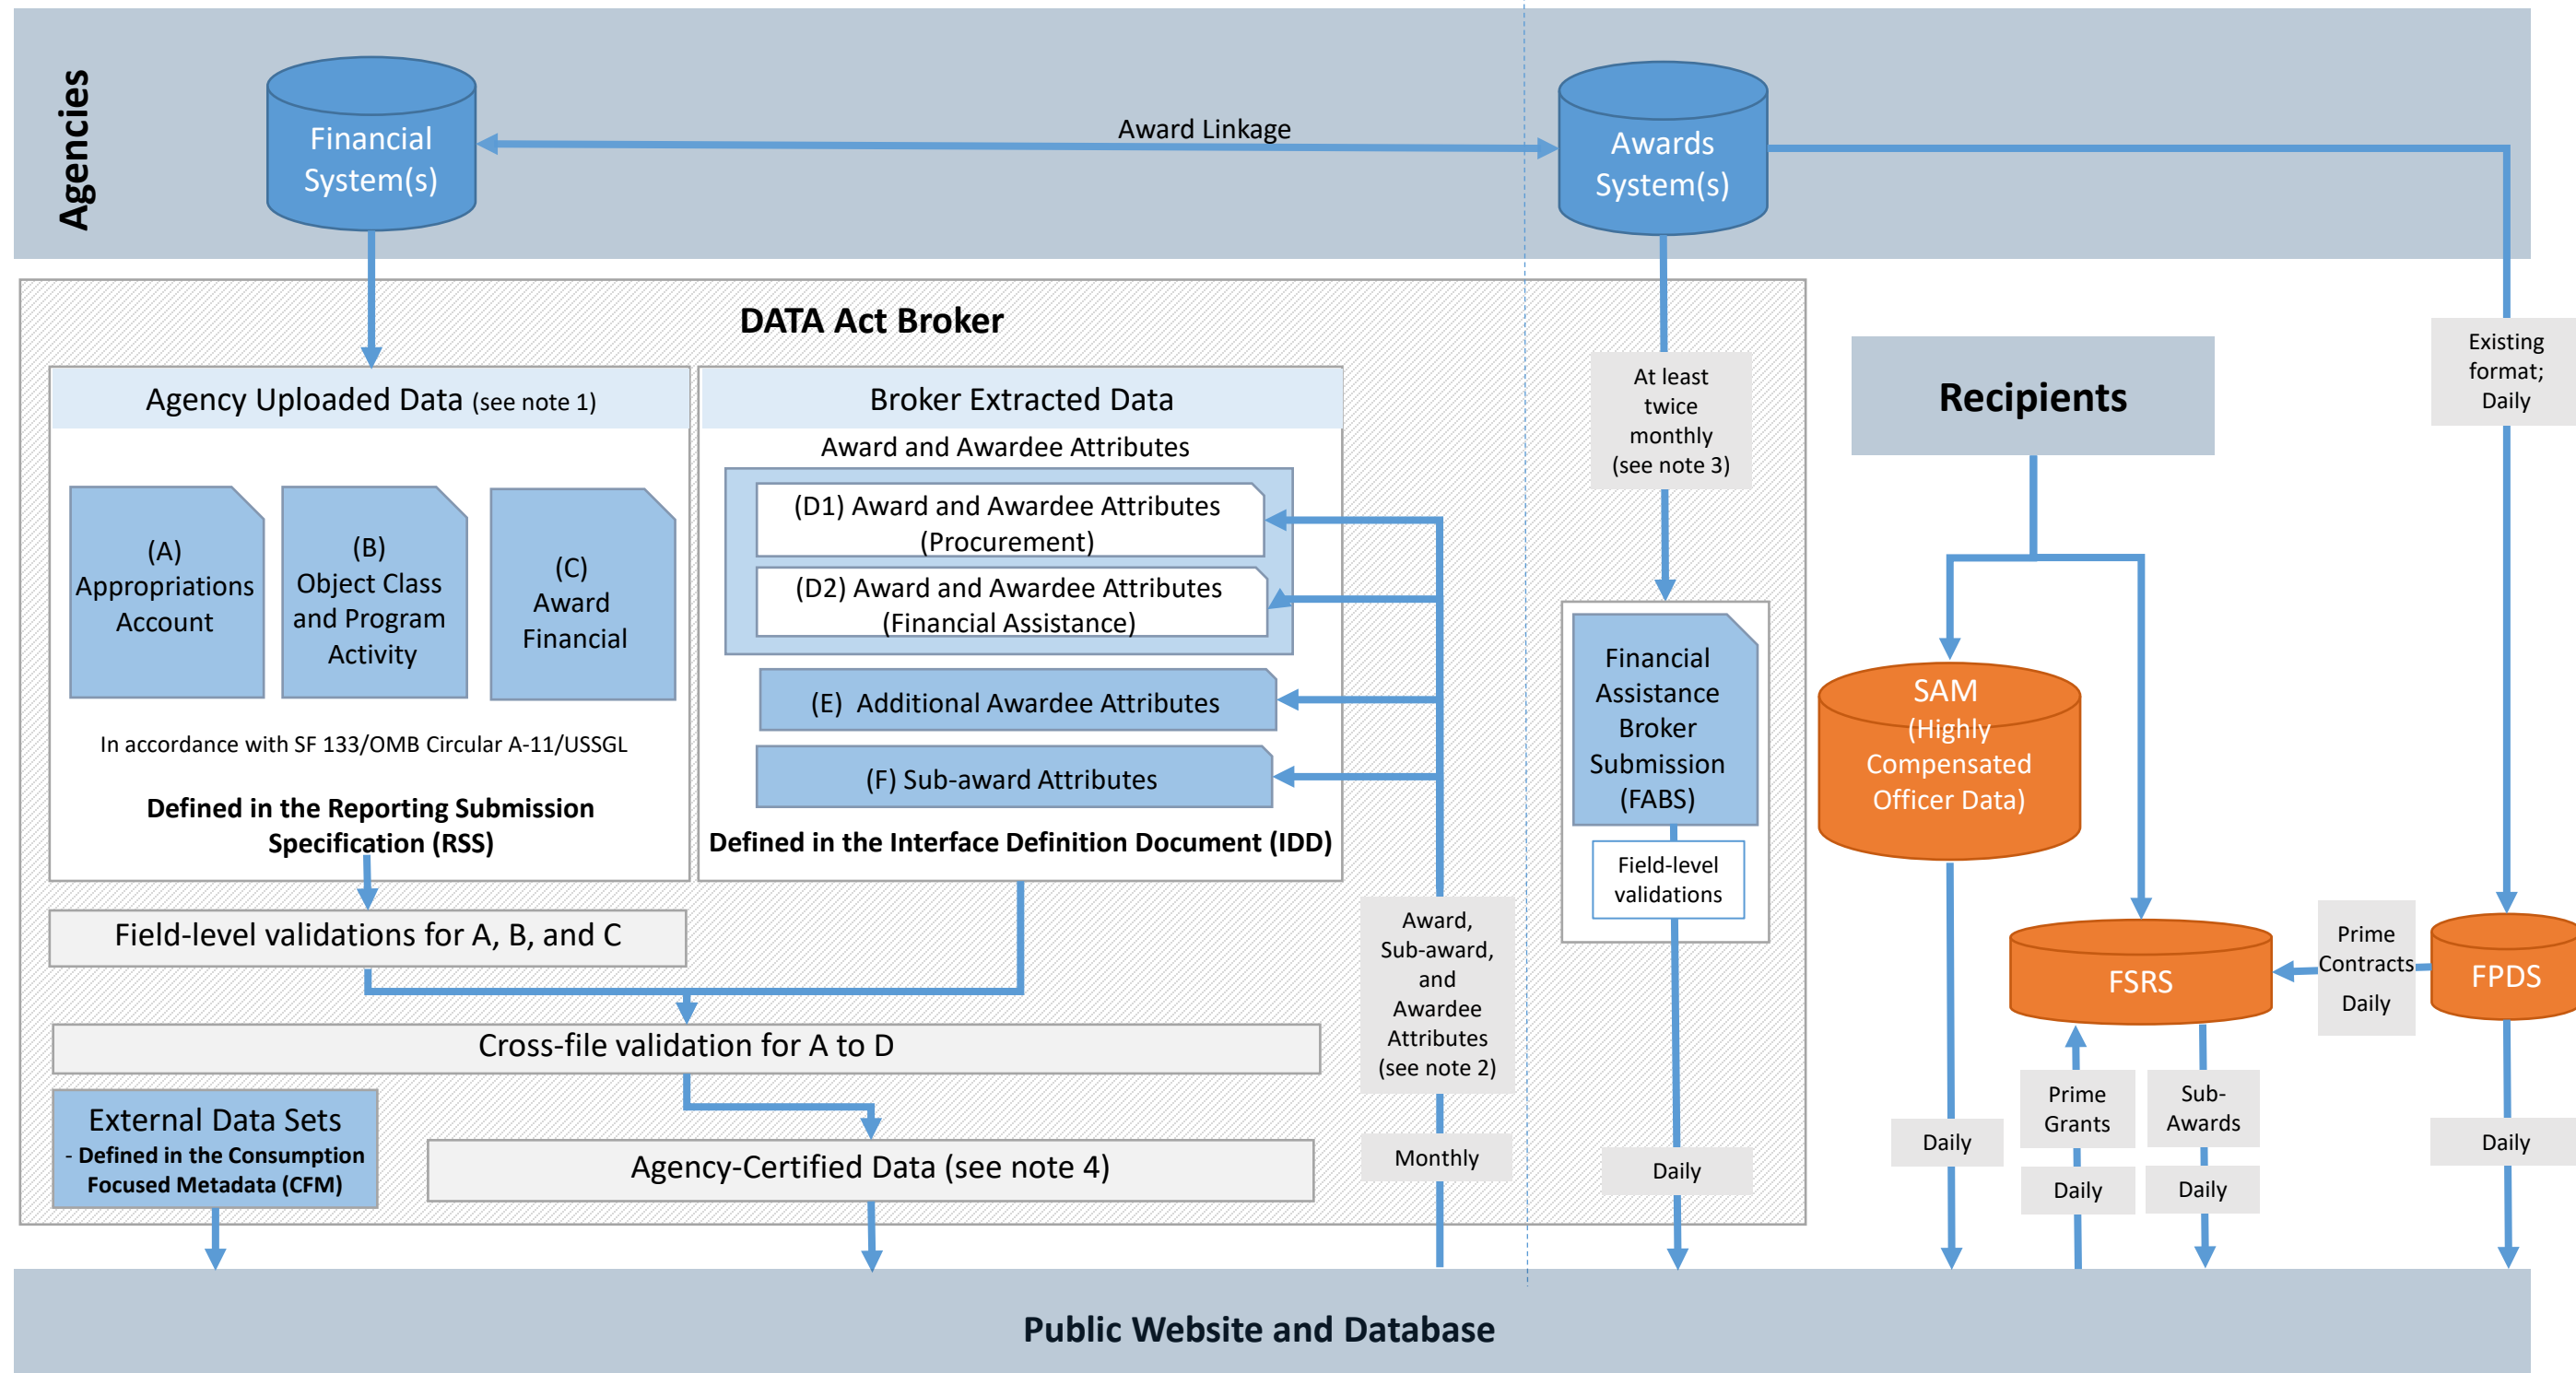 Agencies
Financial
System(s)
Award Linkage
Awards
System(s)
DATA Act Broker
Agency Uploaded Data (see note 1)
(A)
Appropriations
Account
(B)
Object Class
and Program
Activity
(C)
Award
Financial
In accordance with SF 133/OMB Circular A-11/USSGL
Defined in the Reporting Submission
Specification (RSS)
Broker Extracted Data
Award and Awardee Attributes
(D1) Award and Awardee Attributes
(Procurement)
(D2) Award and Awardee Attributes
(Financial Assistance)
(E) Additional Awardee Attributes
(F) Sub-award Attributes
Defined in the Interface Definition Document (IDD)
Field-level validations for A, B, and C
Cross-file validation for A to D
External Data Sets
- Defined in the Consumption
Focused Metadata (CFM)
Agency-Certified Data (see note 4)
Award,
Sub-award,
and
Awardee
Attributes
(see note 2)
Monthly
At least
twice
monthly
(see note 3)
Financial
Assistance
Broker
Submission
(FABS)
Field-level
validations
Daily
Recipients
SAM
(Highly
Compensated
Officer Data)
Daily
FSRS
Prime
Grants
Daily
Sub-
Awards
Daily
Prime
Contracts
Daily
Existing
format;
Daily
FPDS
Daily
Public Website and Database